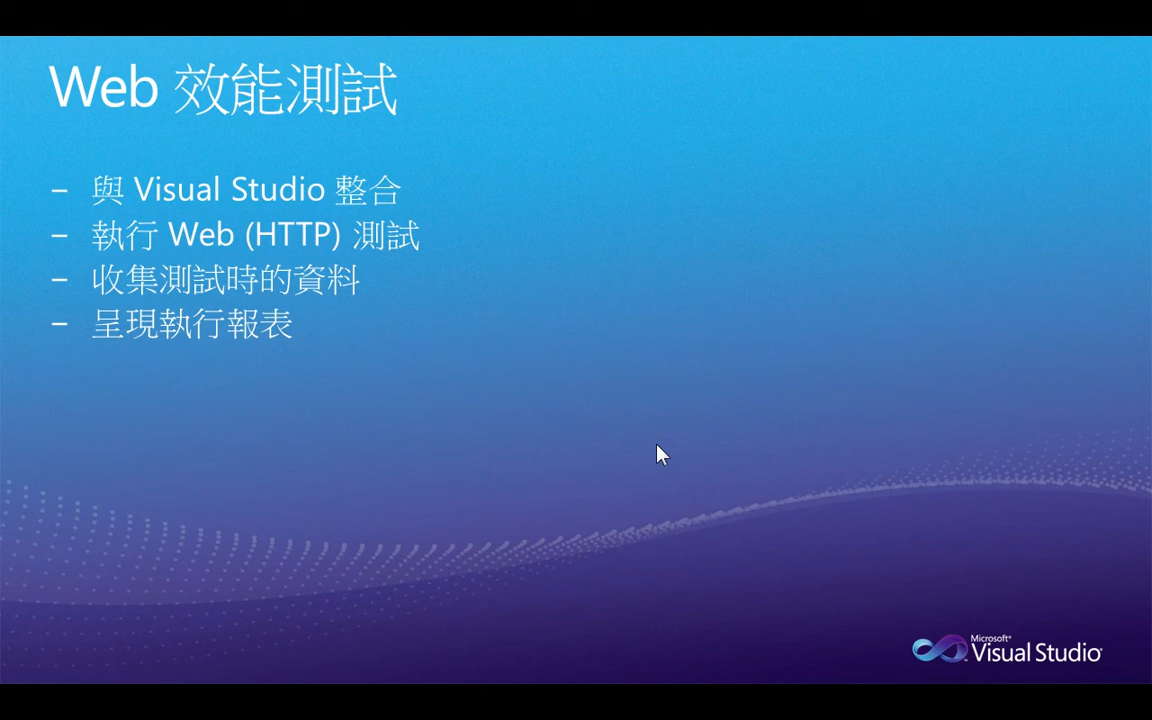 Web 效能測試
– 與 Visual Studio 整合
– 執行 Web (HTTP) 測試
– 收集測試時的資料
– 呈現執行報表
Microsoft®
Visual Studio®